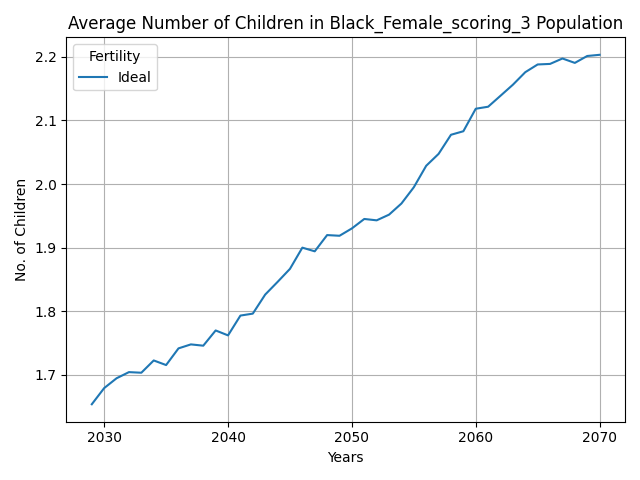 Average Number of Children in Black_Female_scoring_3 Population
Fertility
Ideal
No. of Children
2.2
2.1
2.0
1.9
1.8
1.7
2030 2040 2050 2060 2070
Years